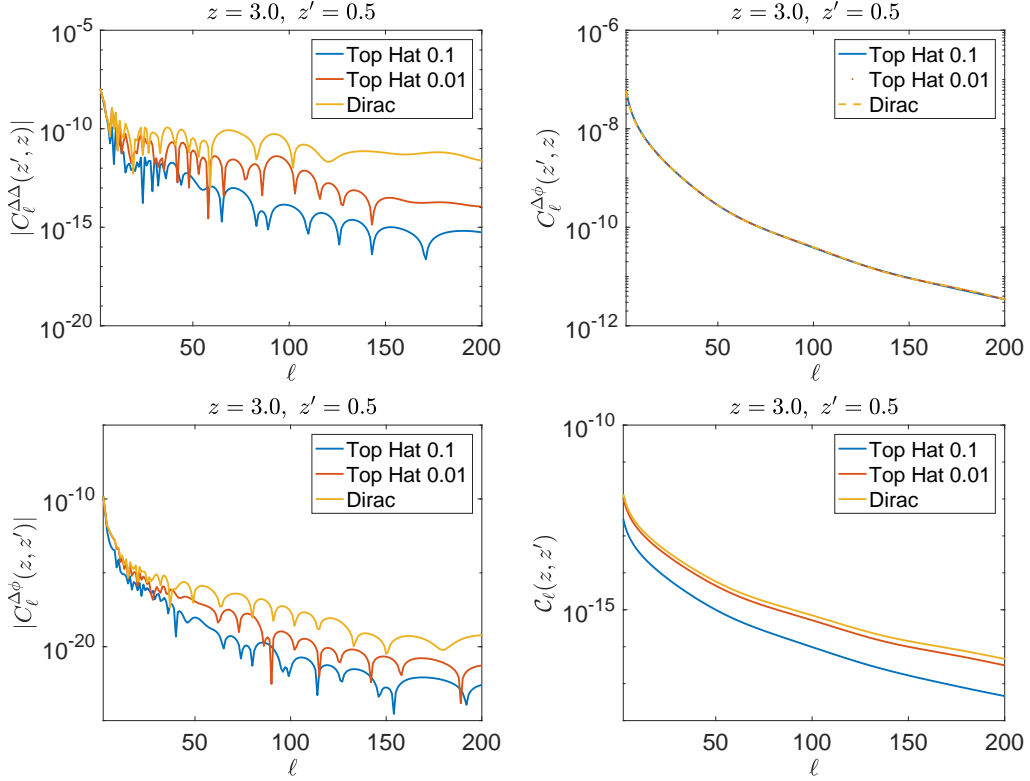 z = 3.0, z′ = 0.5
10^-5
10^-10
10^-15
10^-20
|C_ℓ^{ΔΔ}(z′, z)|
Top Hat 0.1
Top Hat 0.01
Dirac
50
100
150
200
ℓ
z = 3.0, z′ = 0.5
10^-6
10^-8
10^-10
10^-12
C_ℓ^{Δϕ}(z′, z)
Top Hat 0.1
Top Hat 0.01
Dirac
50
100
150
200
ℓ
z = 3.0, z′ = 0.5
10^-10
10^-15
10^-20
|C_ℓ^{Δϕ}(z, z′)|
Top Hat 0.1
Top Hat 0.01
Dirac
50
100
150
200
ℓ
z = 3.0, z′ = 0.5
10^-10
10^-15
𝒞_ℓ(z, z′)
Top Hat 0.1
Top Hat 0.01
Dirac
50
100
150
200
ℓ